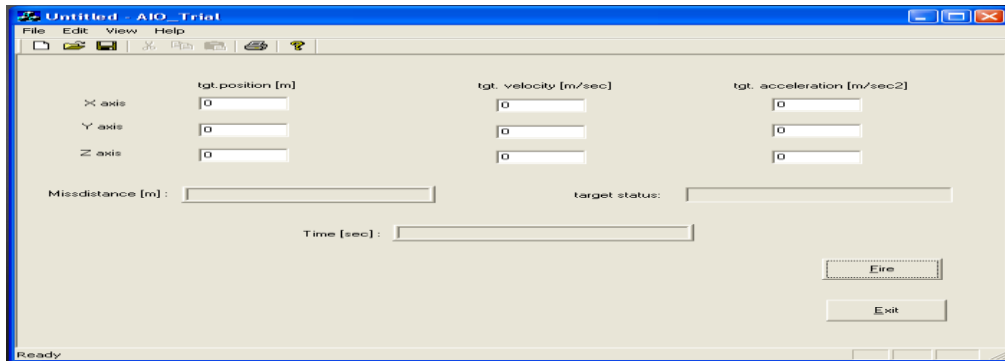 Untitled - AIO_Trial
File Edit View Help
tgt.position [m] tgt. velocity [m/sec] tgt. acceleration [m/sec2]
X axis 0 0 0
Y axis 0 0 0
Z axis 0 0 0
Missdistance [m] : target status:
Time [sec] :
Fire
Exit
Ready